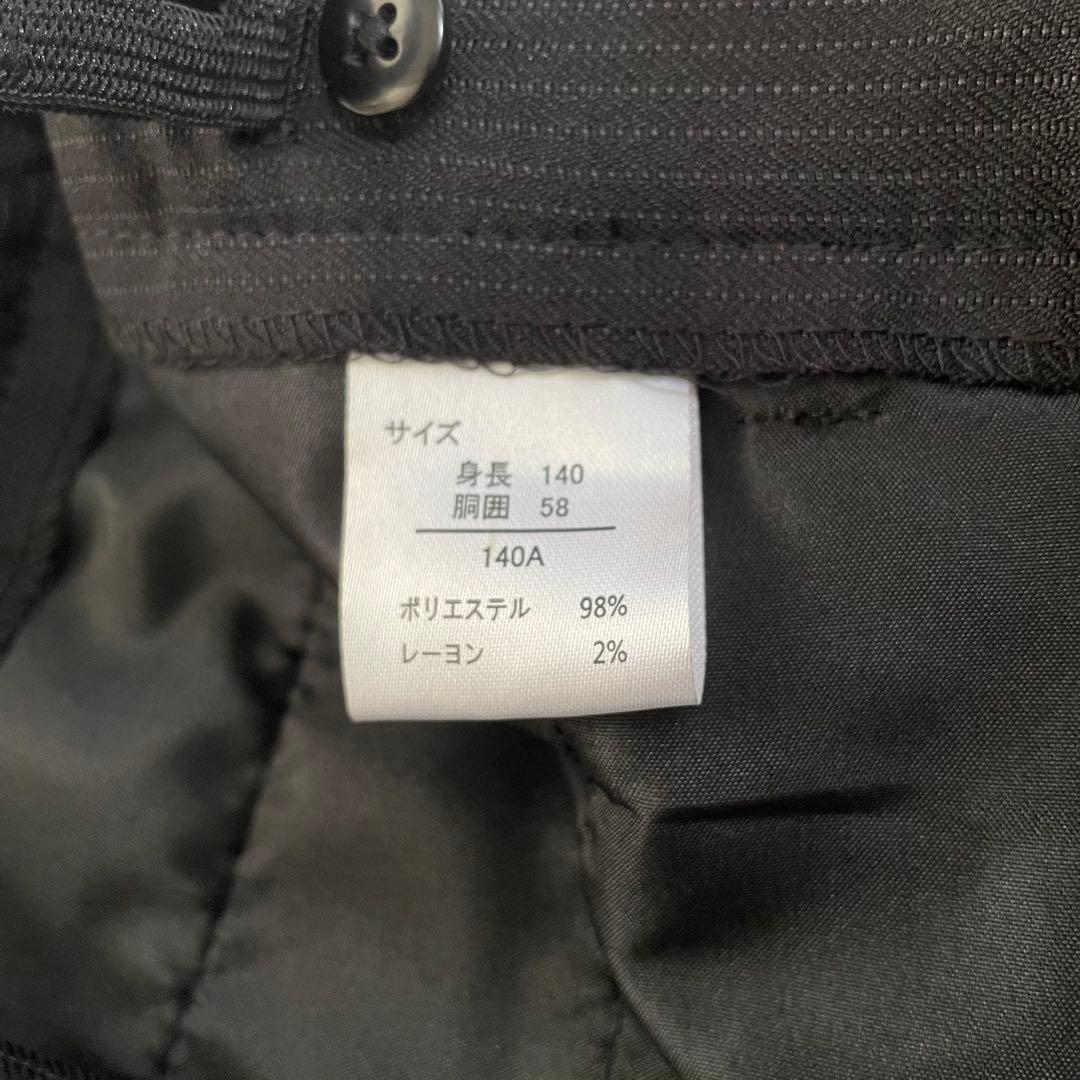 サイズ
身長 140
胴囲 58
140A
ポリエステル 98%
レーヨン 2%